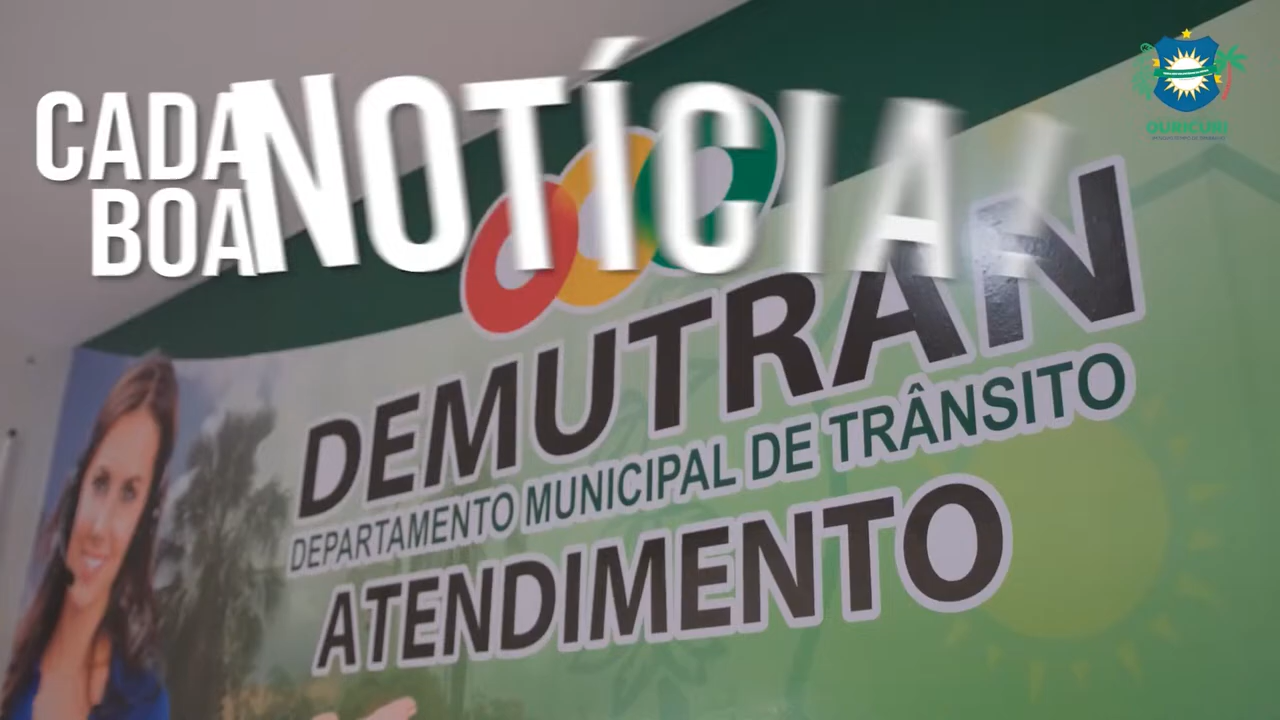 CADA
BOA
NOTÍCIA
OURICURI
DEMUTRAN
DEPARTAMENTO MUNICIPAL DE TRÂNSITO
ATENDIMENTO